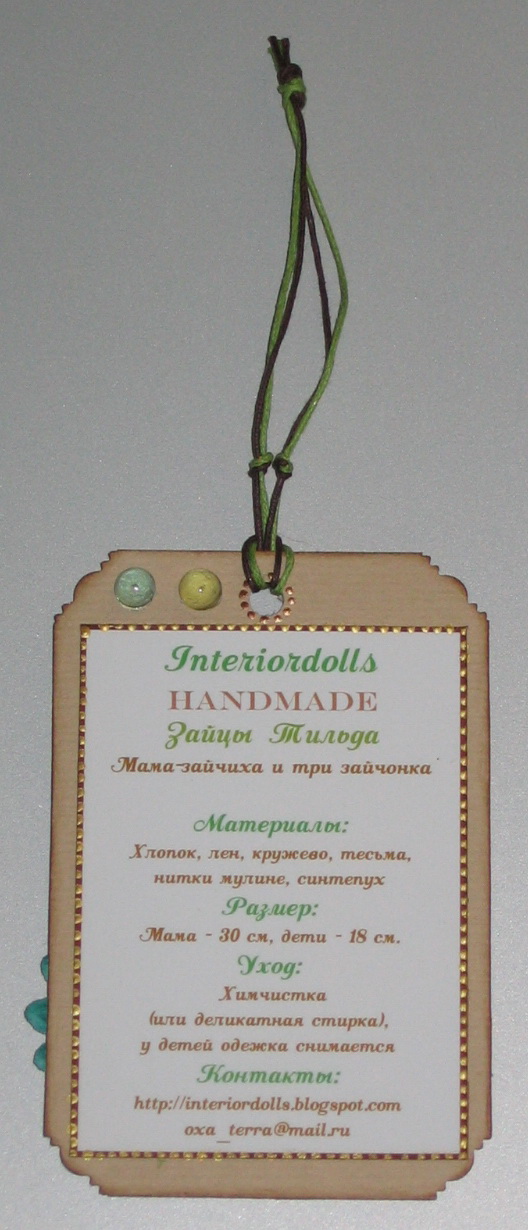 Interiordolls
HANDMADE
Зайцы Тильда
Мама-зайчиха и три зайчонка
Материалы:
Хлопок, лен, кружево, тесьма,
нитки мулине, синтепух
Размер:
Мама - 30 см, дети - 18 см.
Уход:
Химчистка
(или деликатная стирка),
у детей одежка снимается
Контакты:
http://interiordolls.blogspot.com
oxa_terra@mail.ru